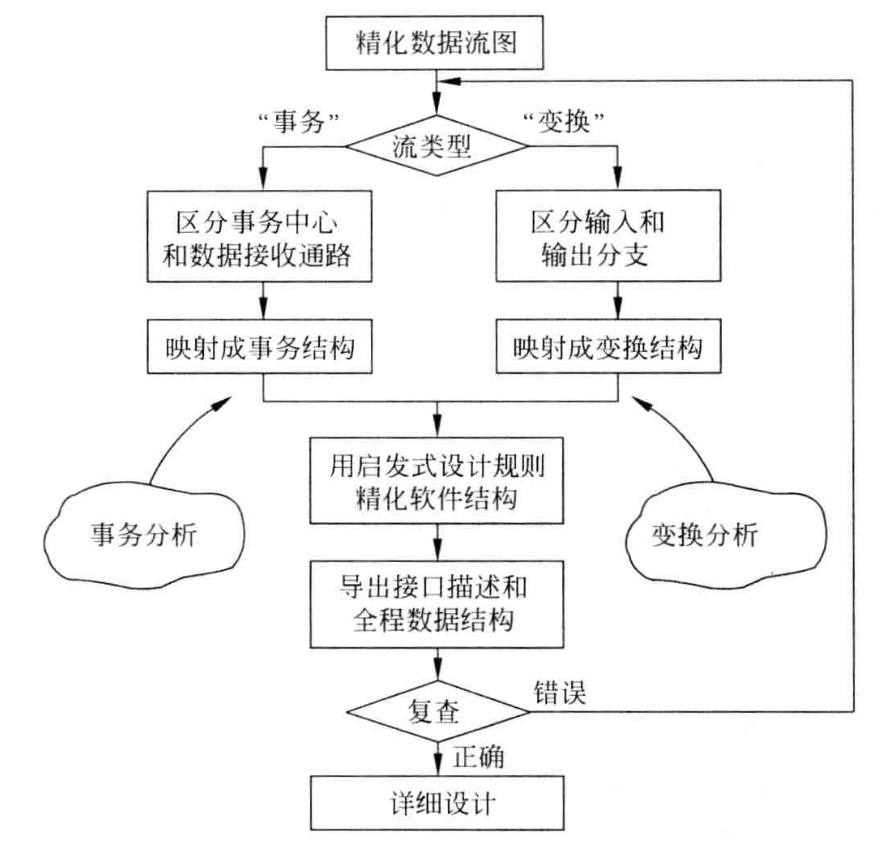 精化数据流图
“事务”
“变换”
流类型
区分事务中心
和数据接收通路
区分输入和
输出分支
映射成事务结构
映射成变换结构
用启发式设计规则
精化软件结构
事务分析
变换分析
导出接口描述和
全程数据结构
复查
错误
正确
详细设计